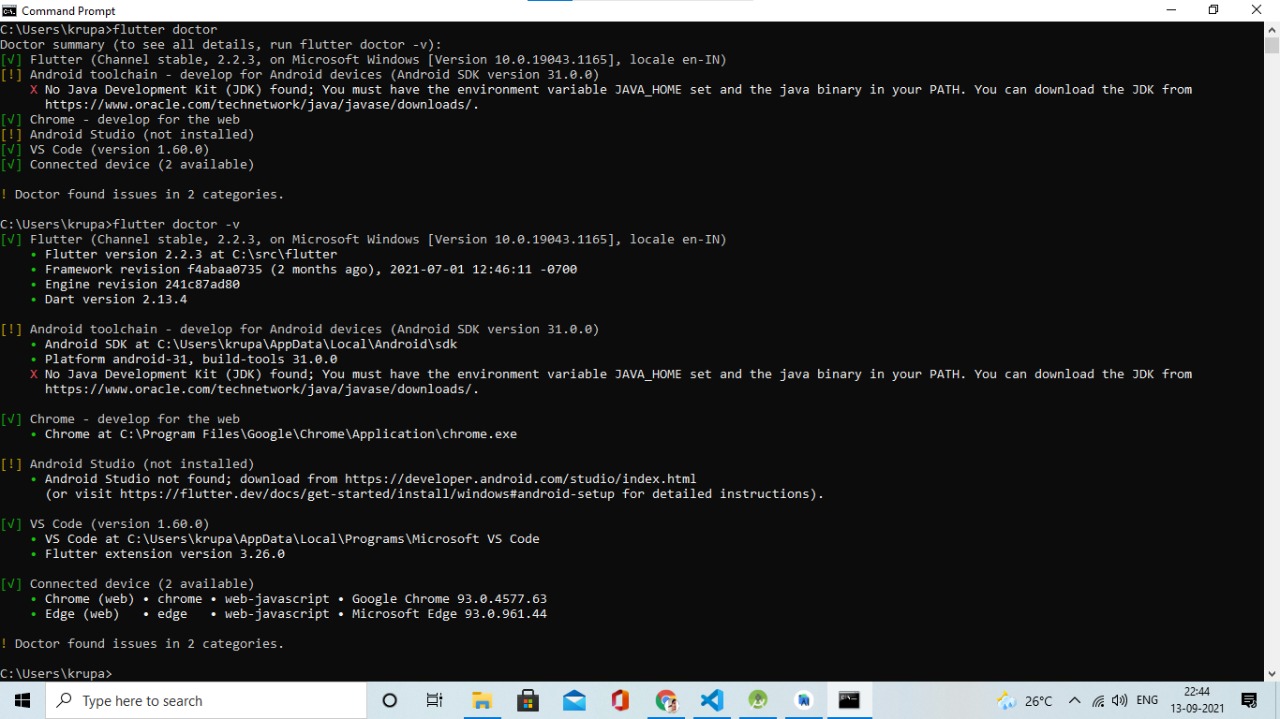 Command Prompt
C:\Users\krupa>flutter doctor
Doctor summary (to see all details, run flutter doctor -v):
[√] Flutter (Channel stable, 2.2.3, on Microsoft Windows [Version 10.0.19043.1165], locale en-IN)
[!] Android toolchain - develop for Android devices (Android SDK version 31.0.0)
X No Java Development Kit (JDK) found; You must have the environment variable JAVA_HOME set and the java binary in your PATH. You can download the JDK from
https://www.oracle.com/technetwork/java/javase/downloads/.
[√] Chrome - develop for the web
[!] Android Studio (not installed)
[√] VS Code (version 1.60.0)
[√] Connected device (2 available)
! Doctor found issues in 2 categories.
C:\Users\krupa>flutter doctor -v
[√] Flutter (Channel stable, 2.2.3, on Microsoft Windows [Version 10.0.19043.1165], locale en-IN)
• Flutter version 2.2.3 at C:\src\flutter
• Framework revision f4abaa0735 (2 months ago), 2021-07-01 12:46:11 -0700
• Engine revision 241c87ad80
• Dart version 2.13.4
[!] Android toolchain - develop for Android devices (Android SDK version 31.0.0)
• Android SDK at C:\Users\krupa\AppData\Local\Android\sdk
• Platform android-31, build-tools 31.0.0
X No Java Development Kit (JDK) found; You must have the environment variable JAVA_HOME set and the java binary in your PATH. You can download the JDK from
https://www.oracle.com/technetwork/java/javase/downloads/.
[√] Chrome - develop for the web
• Chrome at C:\Program Files\Google\Chrome\Application\chrome.exe
[!] Android Studio (not installed)
• Android Studio not found; download from https://developer.android.com/studio/index.html
(or visit https://flutter.dev/docs/get-started/install/windows#android-setup for detailed instructions).
[√] VS Code (version 1.60.0)
• VS Code at C:\Users\krupa\AppData\Local\Programs\Microsoft VS Code
• Flutter extension version 3.26.0
[√] Connected device (2 available)
• Chrome (web) • chrome • web-javascript • Google Chrome 93.0.4577.63
• Edge (web) • edge • web-javascript • Microsoft Edge 93.0.961.44
! Doctor found issues in 2 categories.
C:\Users\krupa>
Type here to search
26°C
ENG
22:44
13-09-2021